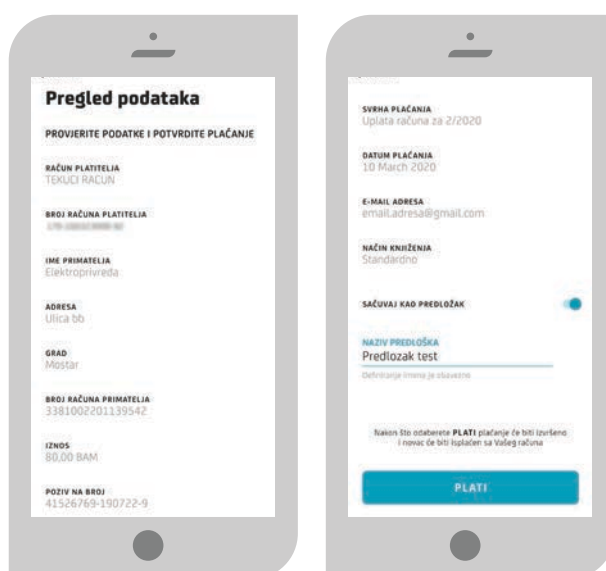 Pregled podataka
PROVJERITE PODATKE I POTVRDITE PLAĆANJE
RAČUN PLATITELJA
TEKUCI RACUN
BROJ RAČUNA PLATITELJA
IME PRIMATELJA
Elektroprivreda
ADRESA
Ulica bb
GRAD
Mostar
BROJ RAČUNA PRIMATELJA
3381002201139542
IZNOS
80,00 BAM
POZIV NA BROJ
41526769-190722-9
SVRHA PLAĆANJA
Uplata računa za 2/2020
DATUM PLAĆANJA
10 March 2020
E-MAIL ADRESA
email.adresa@gmail.com
NAČIN KNJIŽENJA
Standardno
SAČUVAJ KAO PREDLOŽAK
NAZIV PREDLOŠKA
Predlozak test
Definiranje imena je obavezno
Nakon što odaberete PLATI plaćanje će biti izvršeno
i novac će biti isplaćen sa Vašeg računa
PLATI